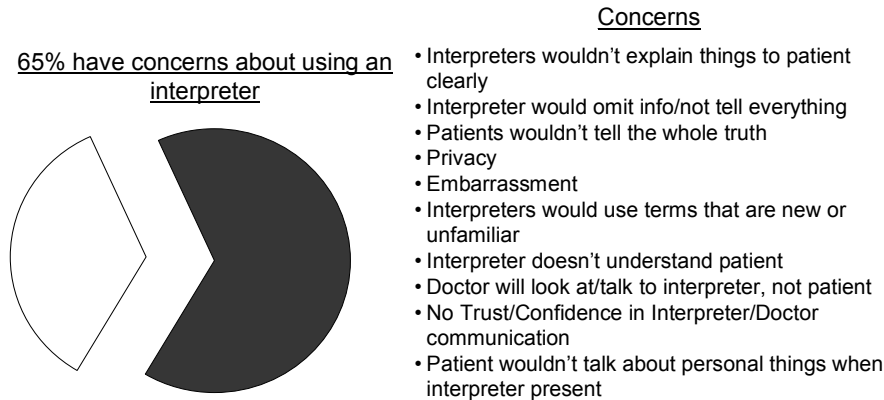 65% have concerns about using an
interpreter
Concerns
• Interpreters wouldn’t explain things to patient
clearly
• Interpreter would omit info/not tell everything
• Patients wouldn’t tell the whole truth
• Privacy
• Embarrassment
• Interpreters would use terms that are new or
unfamiliar
• Interpreter doesn’t understand patient
• Doctor will look at/talk to interpreter, not patient
• No Trust/Confidence in Interpreter/Doctor
communication
• Patient wouldn’t talk about personal things when
interpreter present